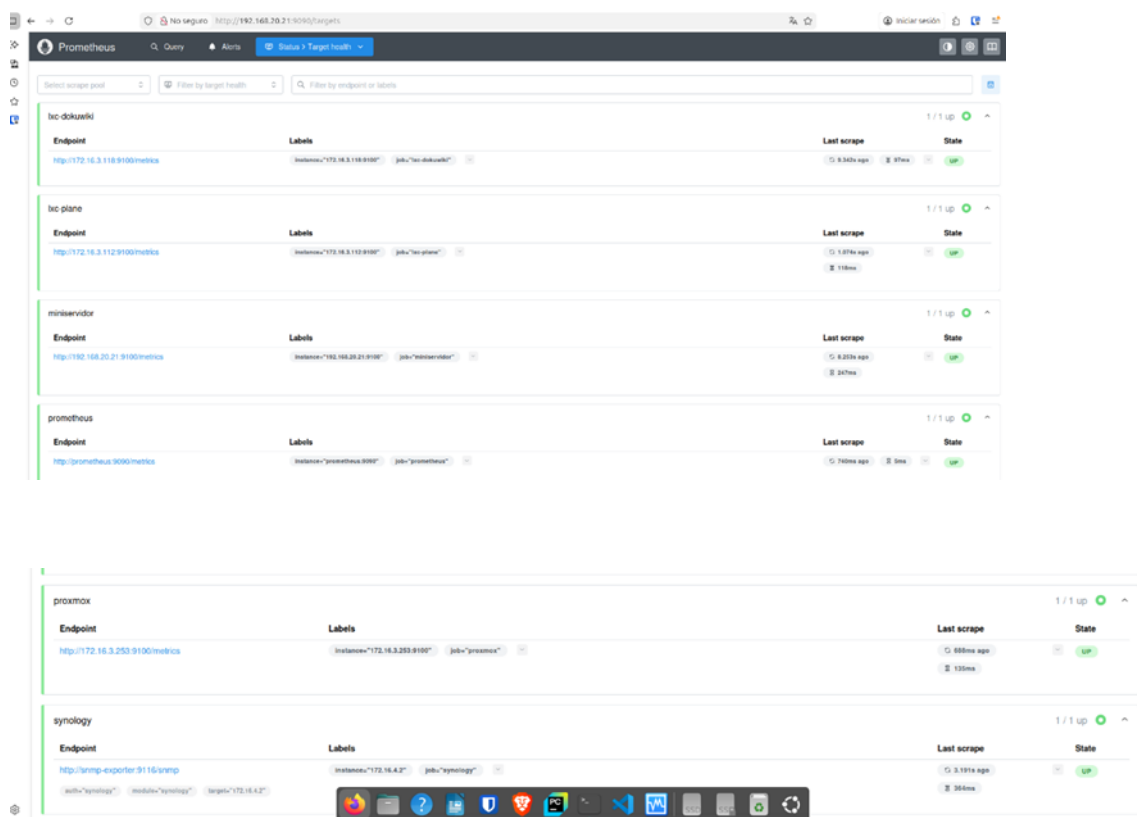 No seguro http://192.168.20.21:9090/targets
Iniciar sesión
Prometheus Query Alerts Status > Target health
Select scrape pool Filter by target health Filter by endpoint or labels
lxc-dokuwiki 1 / 1 up
Endpoint Labels Last scrape State
http://172.16.3.118:9100/metrics instance="172.16.3.118:9100" job="lxc-dokuwiki" 9.342s ago 97ms UP
lxc-plane 1 / 1 up
Endpoint Labels Last scrape State
http://172.16.3.112:9100/metrics instance="172.16.3.112:9100" job="lxc-plane" 1.074s ago UP
118ms
miniservidor 1 / 1 up
Endpoint Labels Last scrape State
http://192.168.20.21:9100/metrics instance="192.168.20.21:9100" job="miniservidor" 8.253s ago UP
247ms
prometheus 1 / 1 up
Endpoint Labels Last scrape State
http://prometheus:9090/metrics instance="prometheus:9090" job="prometheus" 740ms ago 5ms UP
proxmox 1 / 1 up
Endpoint Labels Last scrape State
http://172.16.3.253:9100/metrics instance="172.16.3.253:9100" job="proxmox" 688ms ago UP
135ms
synology 1 / 1 up
Endpoint Labels Last scrape State
http://snmp-exporter:9116/snmp instance="172.16.4.2" job="synology" 3.191s ago UP
auth="synology" module="synology" target="172.16.4.2" 364ms